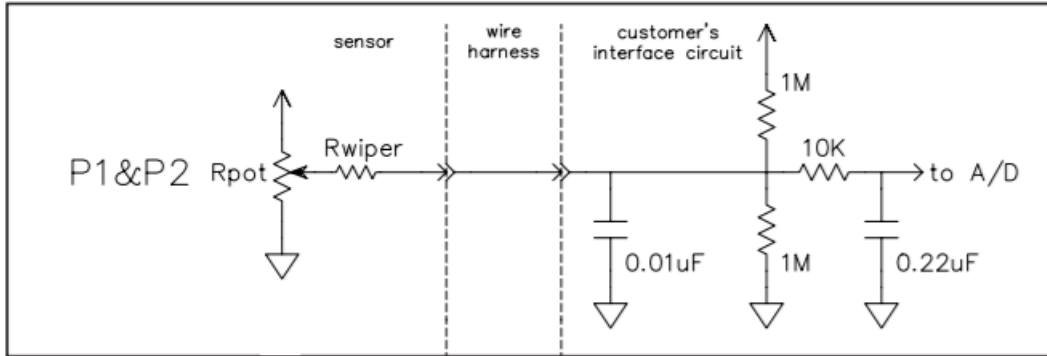 sensor
wire
harness
customer's
interface circuit
1M
P1&P2
Rpot
Rwiper
10K
to A/D
0.01uF
1M
0.22uF